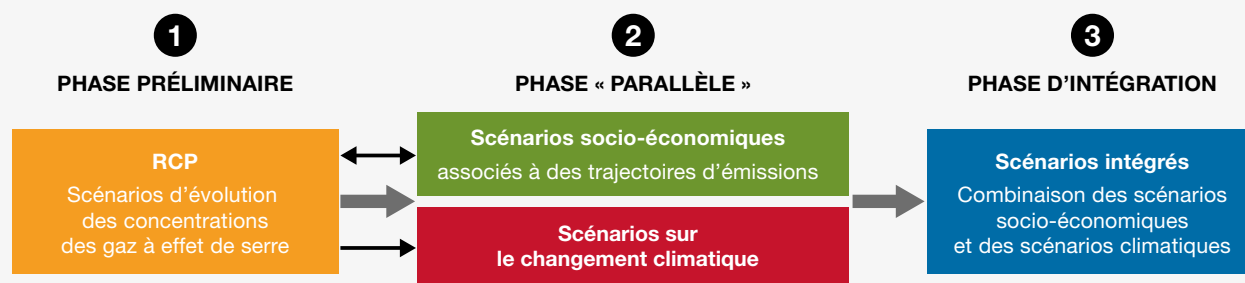 1
PHASE PRÉLIMINAIRE
RCP
Scénarios d'évolution
des concentrations
des gaz à effet de serre
2
PHASE « PARALLÈLE »
Scénarios socio-économiques
associés à des trajectoires d'émissions
Scénarios sur
le changement climatique
3
PHASE D'INTÉGRATION
Scénarios intégrés
Combinaison des scénarios
socio-économiques
et des scénarios climatiques